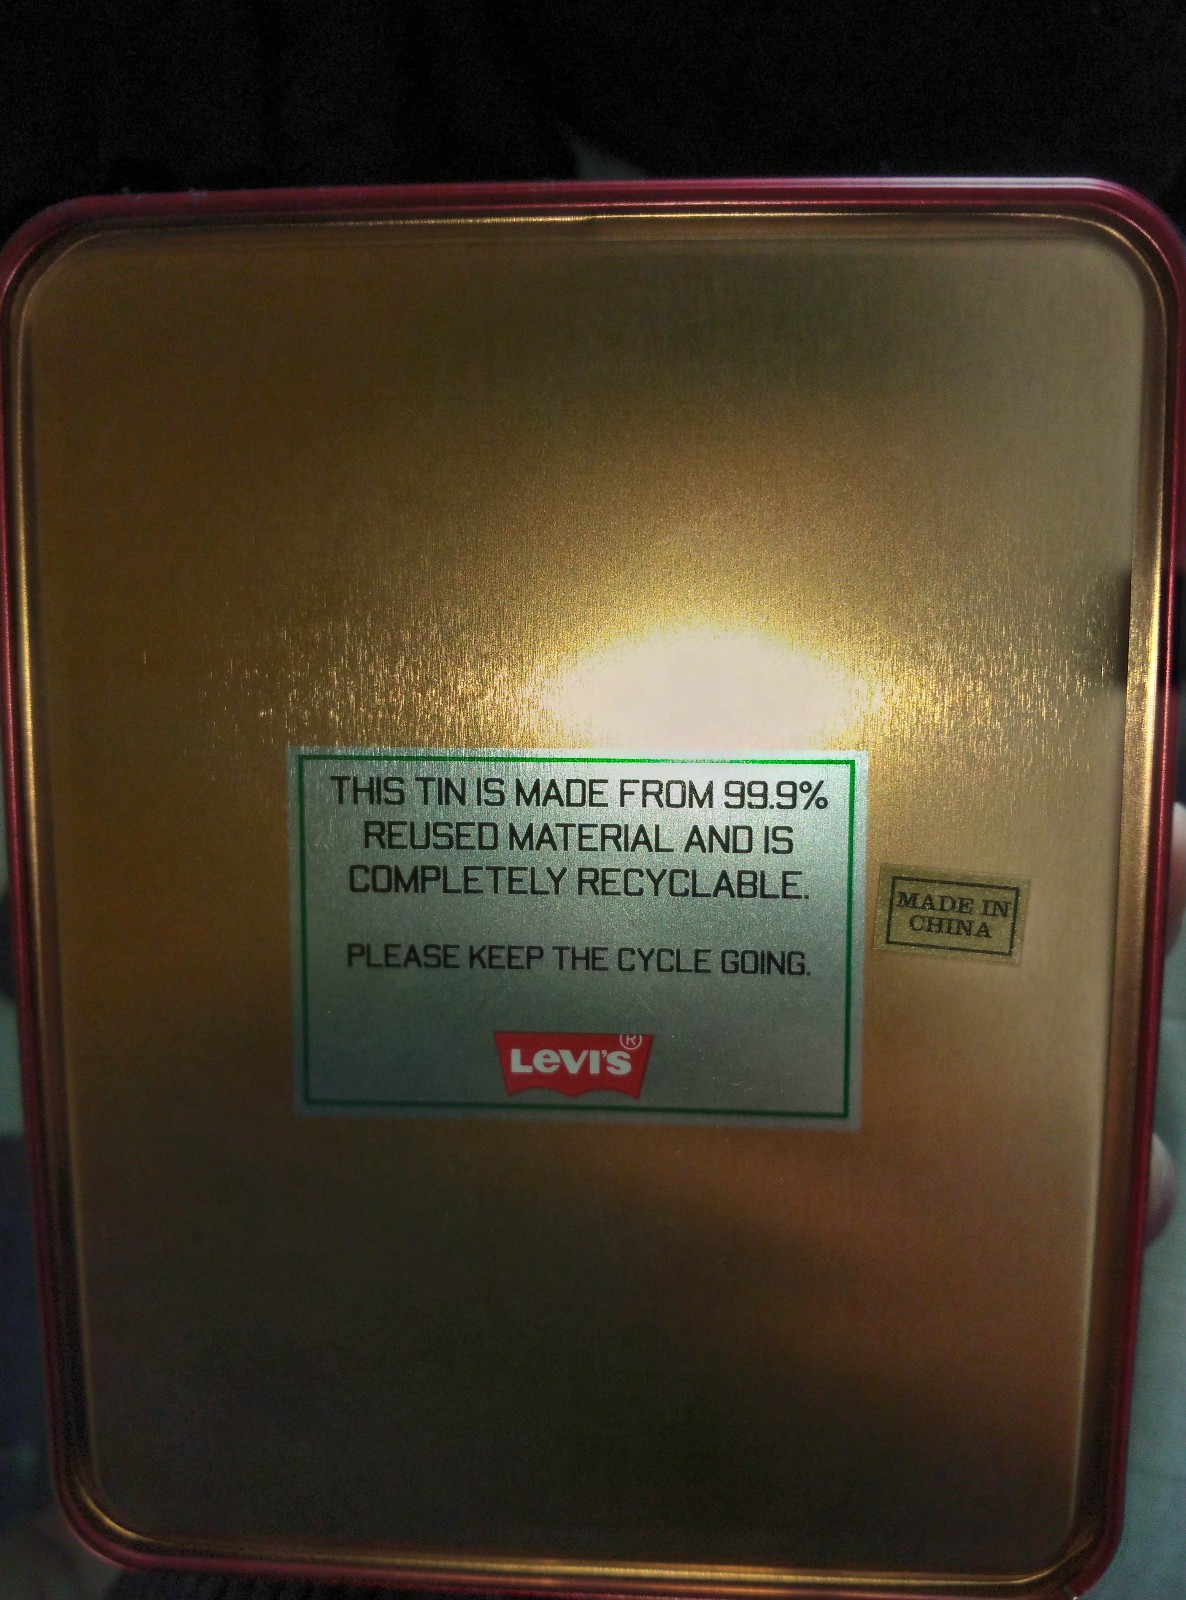 THIS TIN IS MADE FROM 99.9%
REUSED MATERIAL AND IS
COMPLETELY RECYCLABLE.
PLEASE KEEP THE CYCLE GOING.
LEVI'S®
MADE IN
CHINA